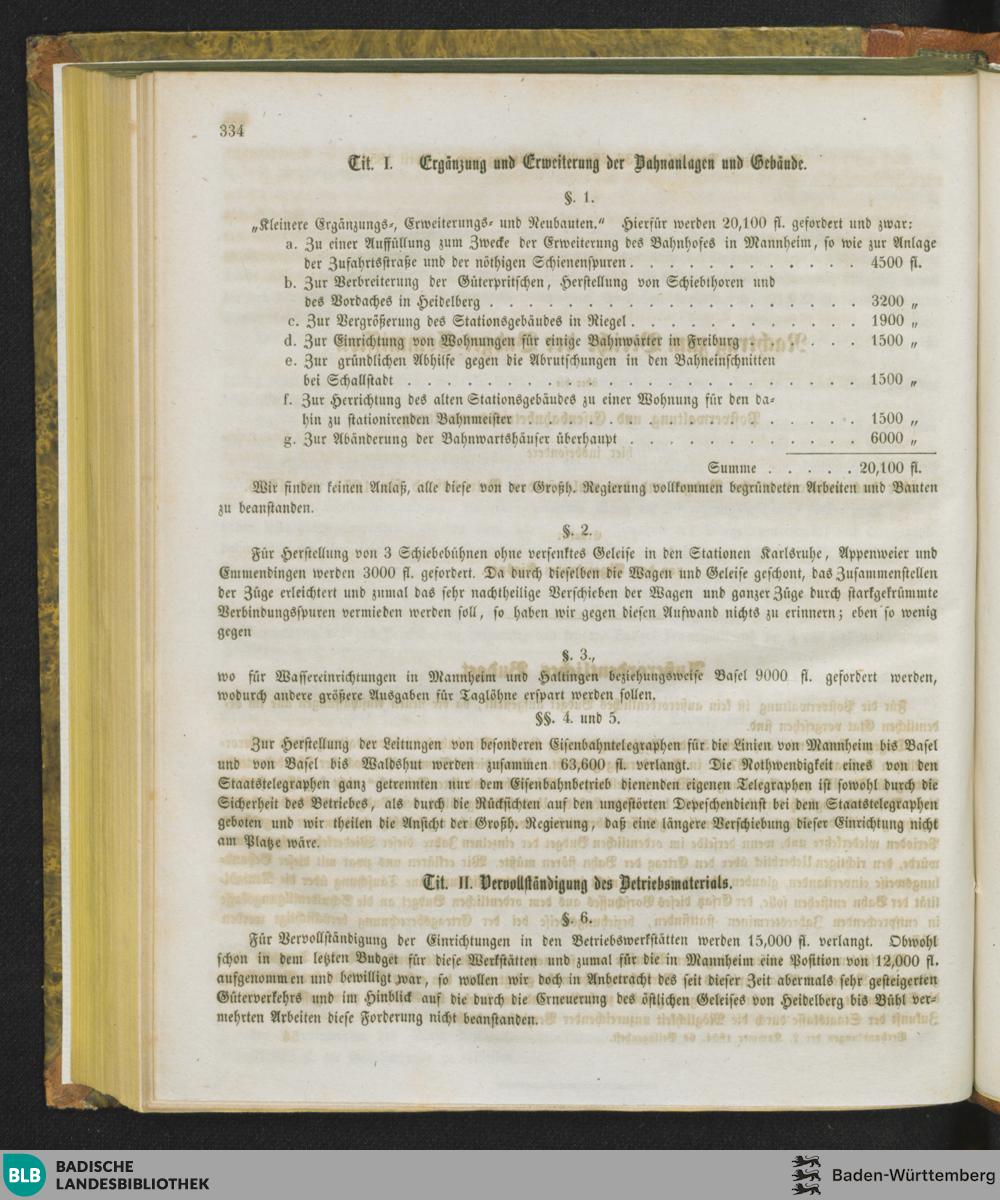 334
Tit. I. Ergänzung und Erweiterung der Bahnanlagen und Gebäude.
§. 1.
„Kleinere Ergänzungs-, Erweiterungs- und Neubauten.“ Hierfür werden 20,100 fl. gefordert und zwar:
a. Zu einer Auffüllung zum Zwecke der Erweiterung des Bahnhofes in Mannheim, so wie zur Anlage
der Zufahrtsstraße und der nöthigen Schienenspuren . . . . . . . . . . . . 4500 fl.
b. Zur Verbreiterung der Güterpritschen, Herstellung von Schiebthoren und
des Vordaches in Heidelberg . . . . . . . . . . . . . . . . . . . 3200 „
c. Zur Vergrößerung des Stationsgebäudes in Riegel . . . . . . . . . . . . 1900 „
d. Zur Einrichtung von Wohnungen für einige Bahnwärter in Freiburg . . . . . . 1500 „
e. Zur gründlichen Abhilfe gegen die Abrutschungen in den Bahneinschnitten
bei Schallstadt . . . . . . . . . . . . . . . . . . . . . . . 1500 „
f. Zur Herrichtung des alten Stationsgebäudes zu einer Wohnung für den da-
hin zu stationirenden Bahnmeister . . . . . . . . . . . . . . . . . 1500 „
g. Zur Abänderung der Bahnwartshäuser überhaupt . . . . . . . . . . . . 6000 „
Summe . . . . . 20,100 fl.
Wir finden keinen Anlaß, alle diese von der Großh. Regierung vollkommen begründeten Arbeiten und Bauten
zu beanstanden.
§. 2.
Für Herstellung von 3 Schiebebühnen ohne versenktes Geleise in den Stationen Karlsruhe, Appenweier und
Emmendingen werden 3000 fl. gefordert. Da durch dieselben die Wagen und Geleise geschont, das Zusammenstellen
der Züge erleichtert und zumal das sehr nachtheilige Verschieben der Wagen und ganzer Züge durch starkgekrümmte
Verbindungsspuren vermieden werden soll, so haben wir gegen diesen Aufwand nichts zu erinnern; eben so wenig
gegen
§. 3.,
wo für Wassereinrichtungen in Mannheim und Haltingen beziehungsweise Basel 9000 fl. gefordert werden,
wodurch andere größere Ausgaben für Taglöhne erspart werden sollen.
§§. 4. und 5.
Zur Herstellung der Leitungen von besonderen Eisenbahntelegraphen für die Linien von Mannheim bis Basel
und von Basel bis Waldshut werden zusammen 63,600 fl. verlangt. Die Nothwendigkeit eines von den
Staatstelegraphen ganz getrennten nur dem Eisenbahnbetrieb dienenden eigenen Telegraphen ist sowohl durch die
Sicherheit des Betriebes, als durch die Rücksichten auf den ungestörten Depeschendienst bei dem Staatstelegraphen
geboten und wir theilen die Ansicht der Großh. Regierung, daß eine längere Verschiebung dieser Einrichtung nicht
am Platze wäre.
Tit. II. Vervollständigung des Betriebsmaterials.
§. 6.
Für Vervollständigung der Einrichtungen in den Betriebswerkstätten werden 15,000 fl. verlangt. Obwohl
schon in dem letzten Budget für diese Werkstätten und zumal für die in Mannheim eine Position von 12,000 fl.
aufgenommen und bewilligt war, so wollen wir doch in Anbetracht des seit dieser Zeit abermals sehr gesteigerten
Güterverkehrs und im Hinblick auf die durch die Erneuerung des östlichen Geleises von Heidelberg bis Bühl ver-
mehrten Arbeiten diese Forderung nicht beanstanden.
BLB BADISCHE
LANDESBIBLIOTHEK
Baden-Württemberg